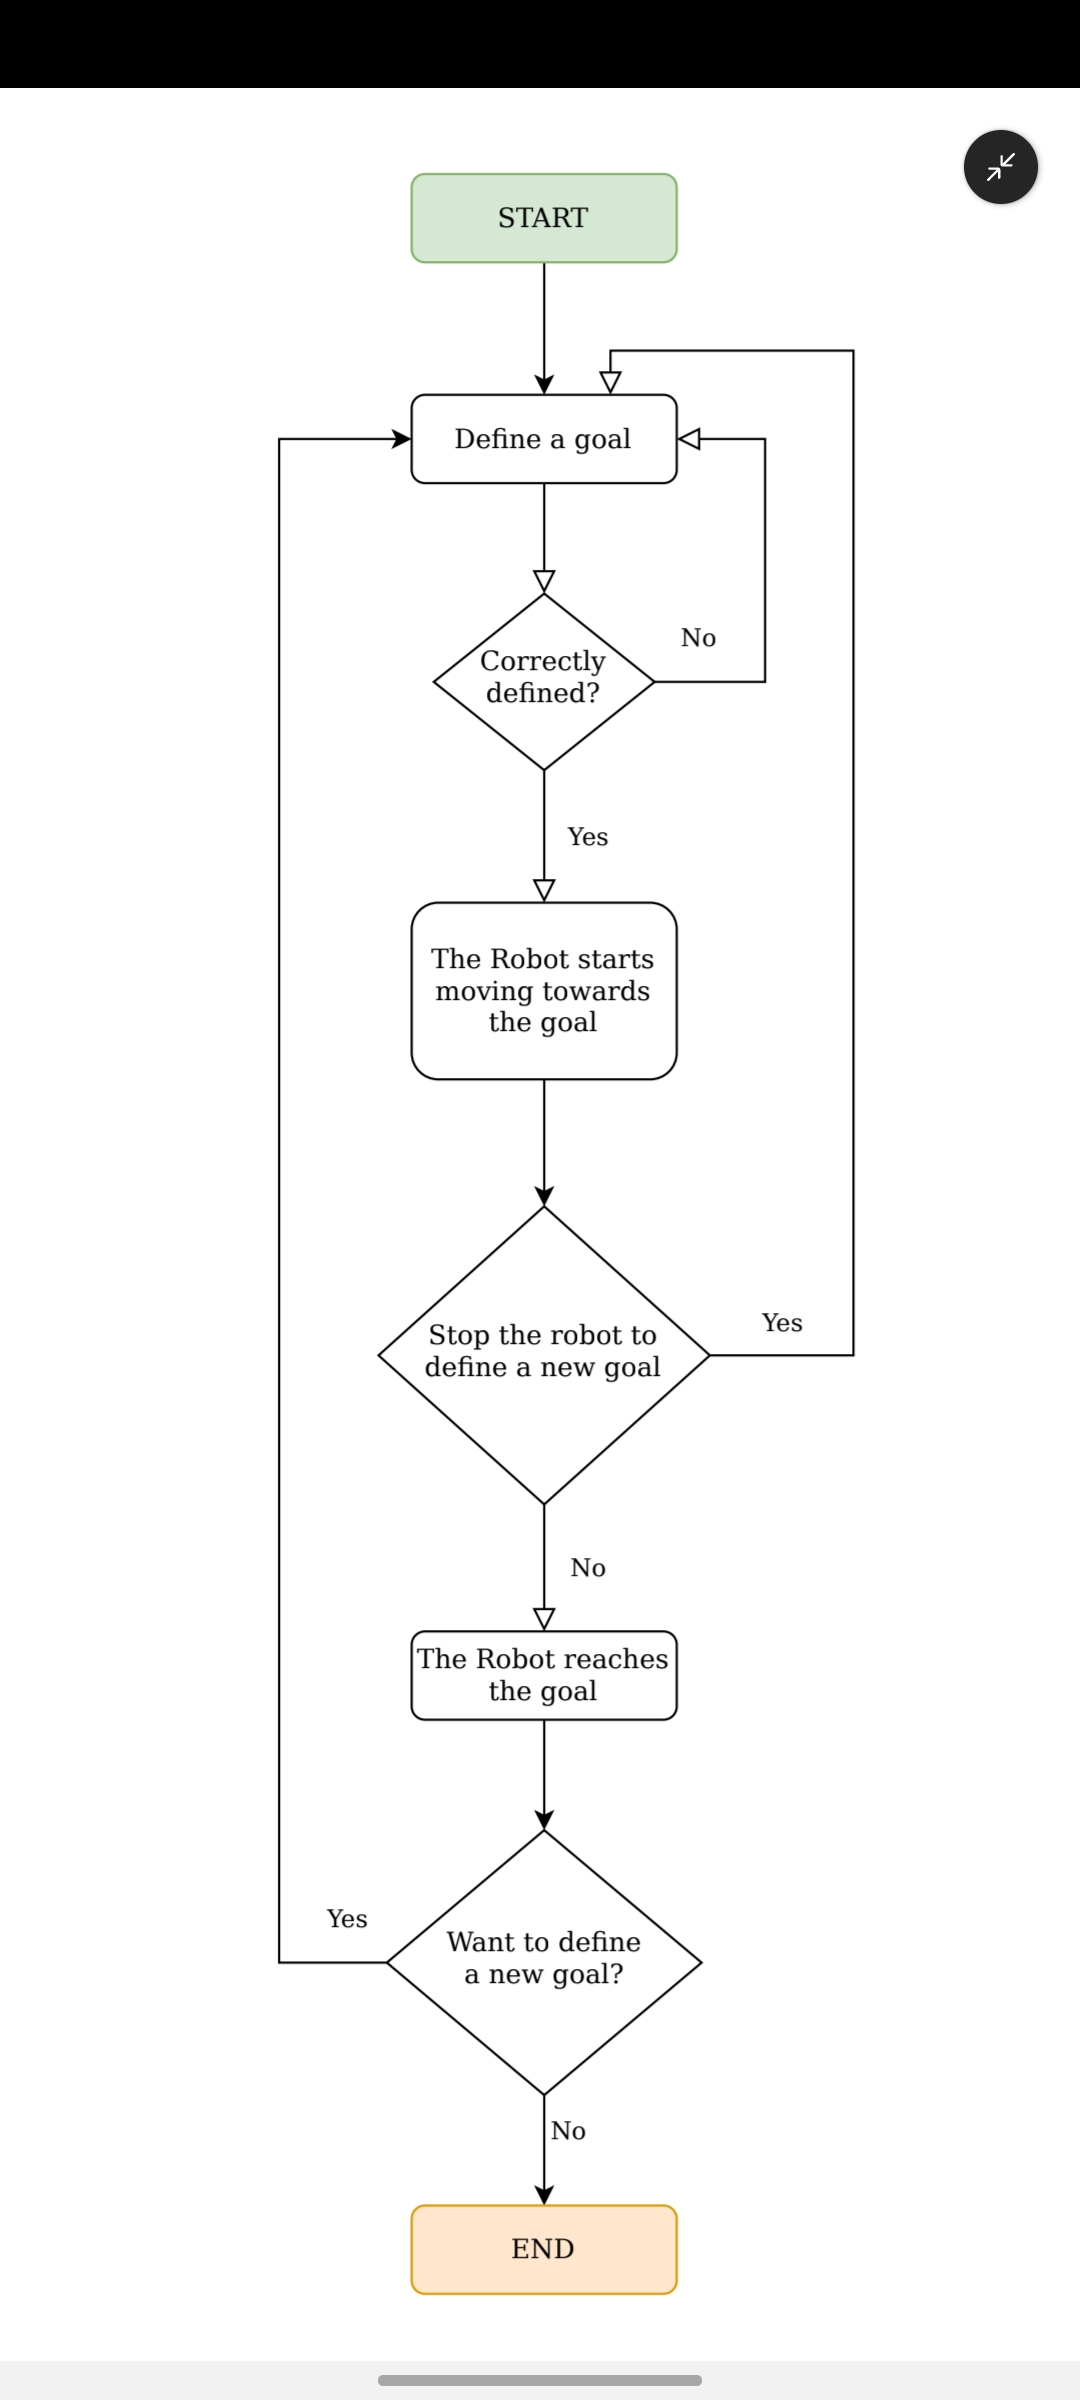 START
Define a goal
Correctly
defined?
No
Yes
The Robot starts
moving towards
the goal
Stop the robot to
define a new goal
Yes
No
The Robot reaches
the goal
Yes
Want to define
a new goal?
No
END